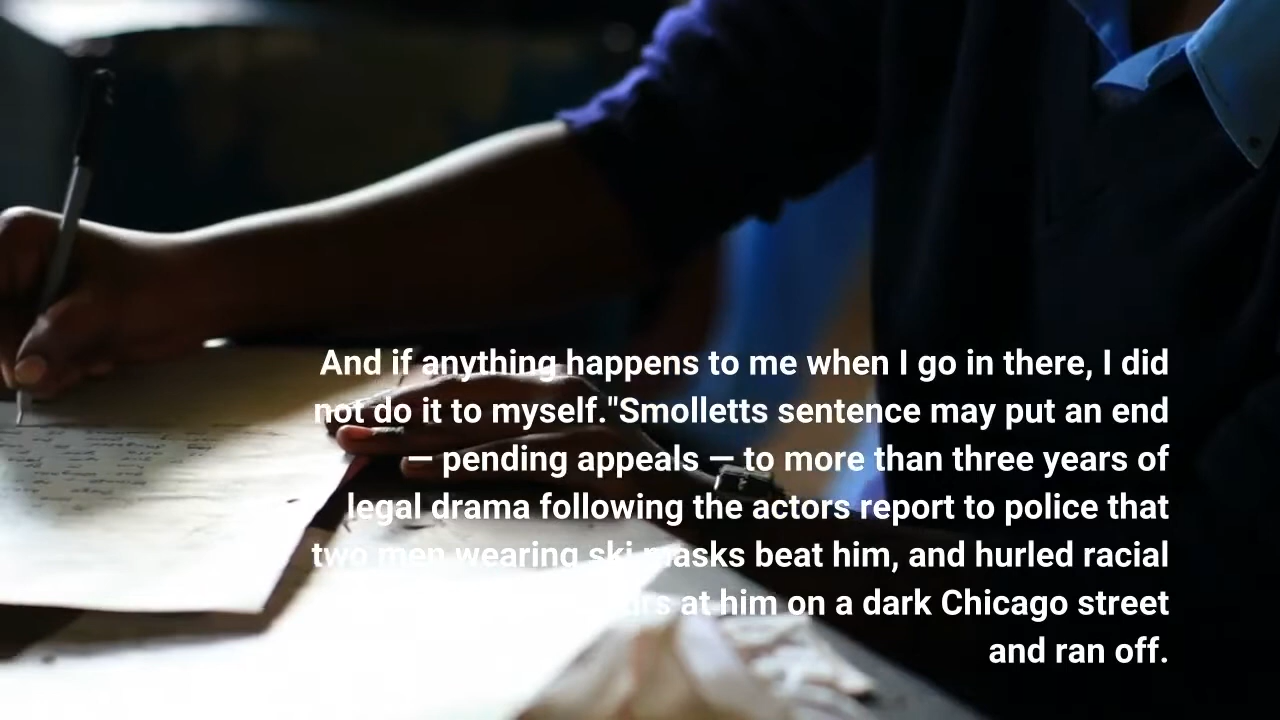 And if anything happens to me when I go in there, I did
not do it to myself."Smolletts sentence may put an end
— pending appeals — to more than three years of
legal drama following the actors report to police that
two men wearing ski masks beat him, and hurled racial
at him on a dark Chicago street
and ran off.